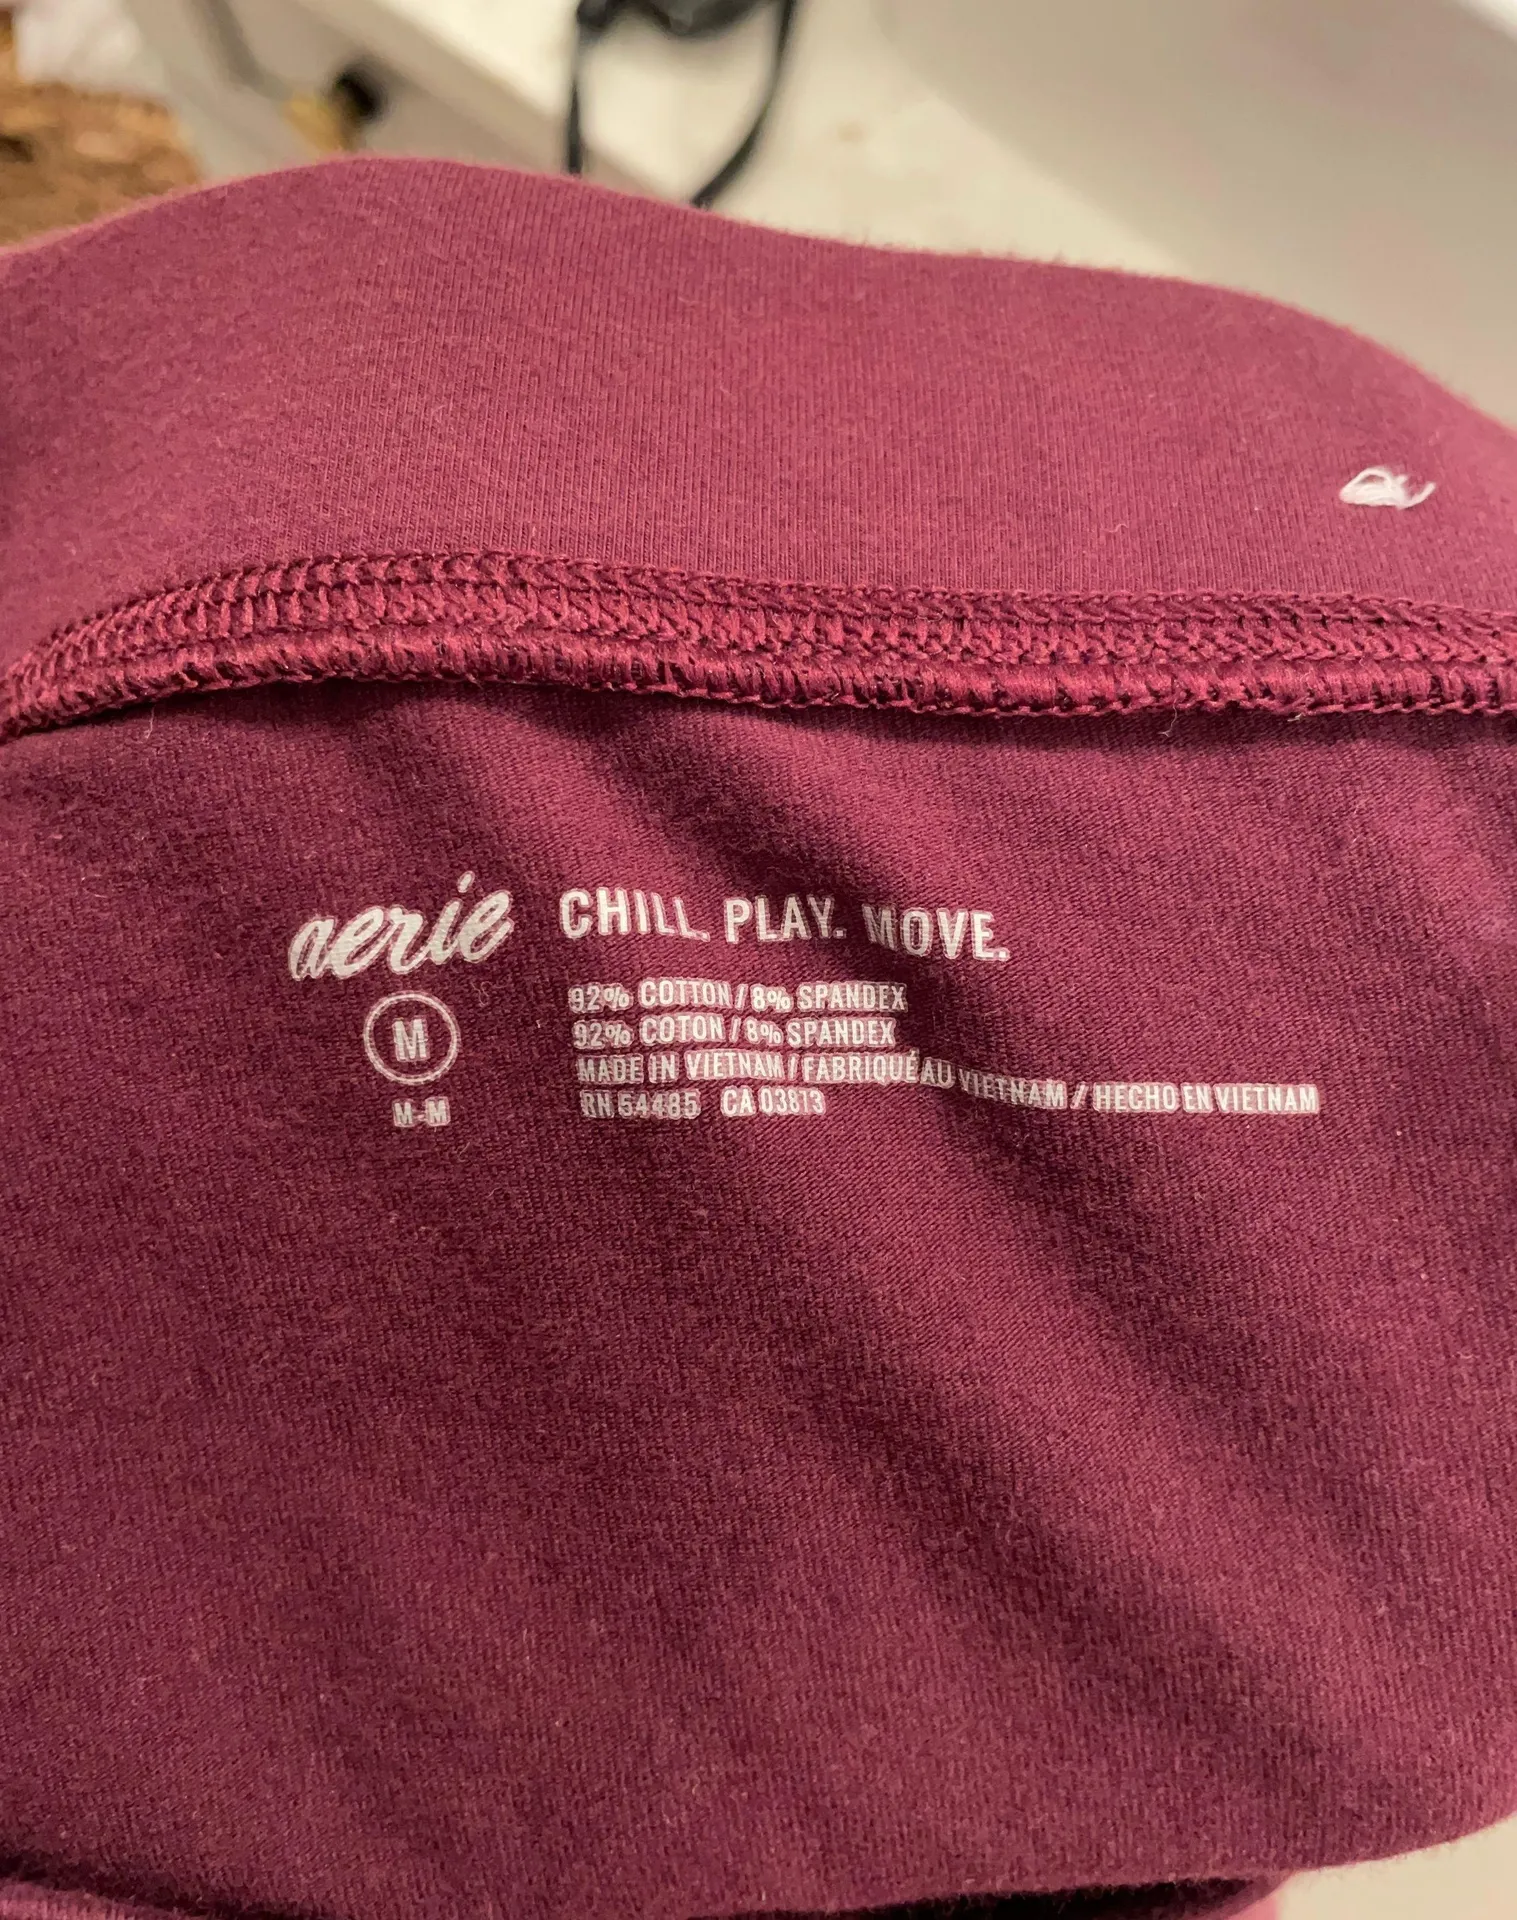 aerie CHILL. PLAY. MOVE.
M
M-M
92% COTTON / 8% SPANDEX
92% COTON / 8% SPANDEX
MADE IN VIETNAM / FABRIQUÉ AU VIETNAM / HECHO EN VIETNAM
RN 54485 CA 03813